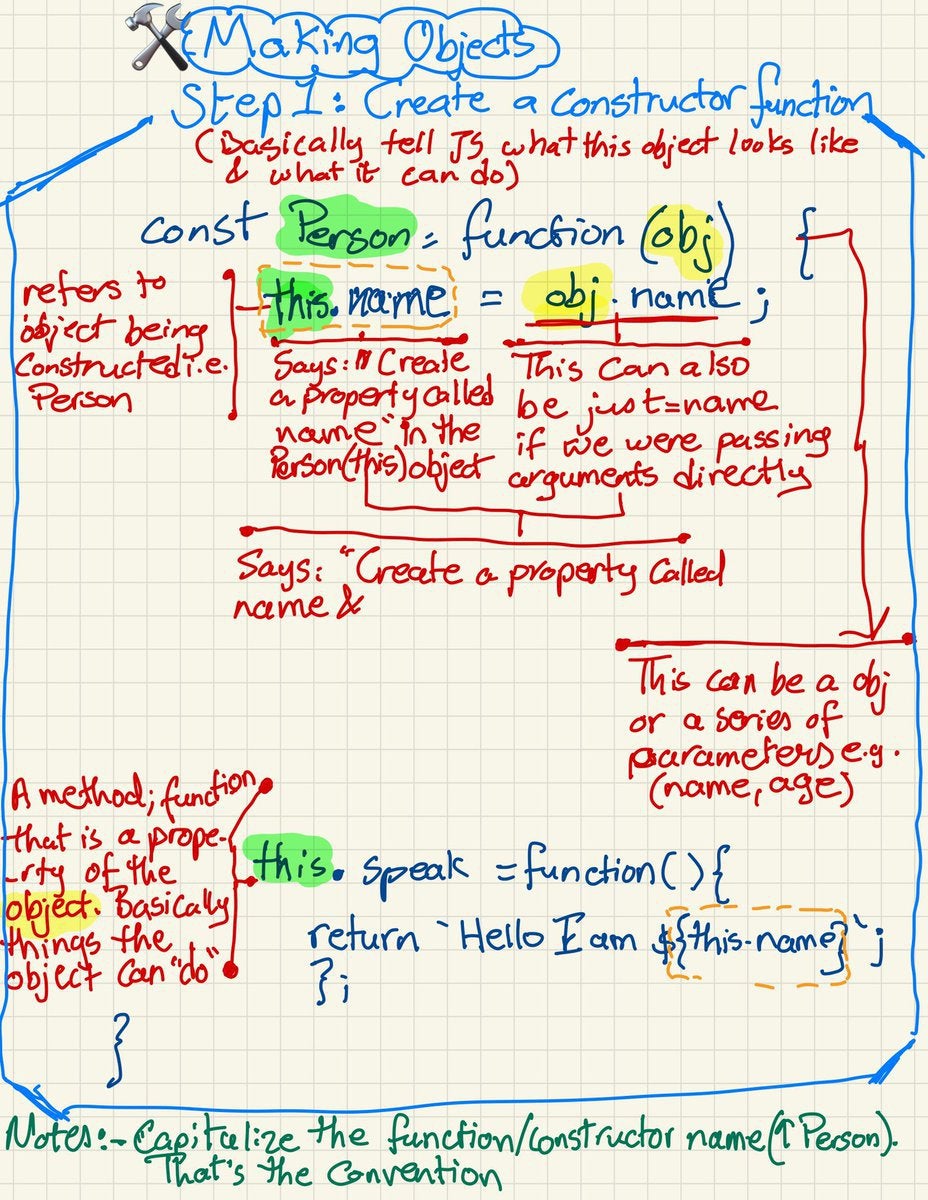 Making Objects
Step 1: Create a constructor function
(Basically tell JS what this object looks like
& what it can do)
const Person = function (obj) {
this.name = obj.name;
refers to
object being
Constructed i.e.
Person
Says: "Create
a property called
name" in the
Person(this) object
This can also
be just=name
if we were passing
arguments directly
Says: "Create a property called
name &
This can be a obj
or a series of
parameters e.g.
(name, age)
A method; function
that is a prope-
-rty of the
object. Basically
things the
object can "do"
this. speak = function(){
return `Hello I am ${this.name}`;
};
}
Notes:- Capitalize the function/constructor name(↑ Person).
That's the convention